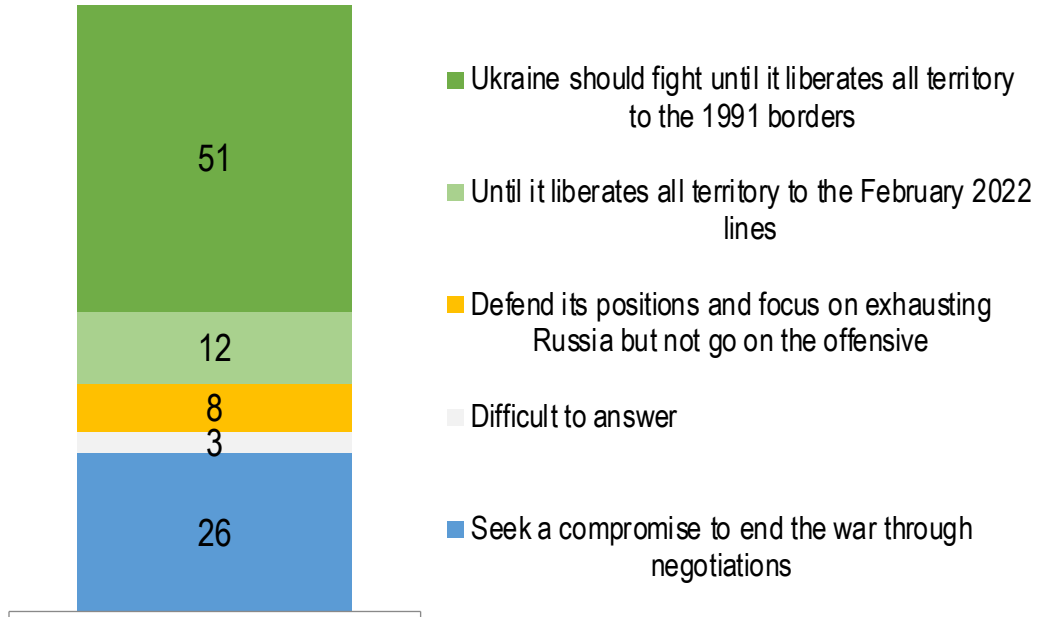 51
12
8
3
26
Ukraine should fight until it liberates all territory
to the 1991 borders
Until it liberates all territory to the February 2022
lines
Defend its positions and focus on exhausting
Russia but not go on the offensive
Difficult to answer
Seek a compromise to end the war through
negotiations